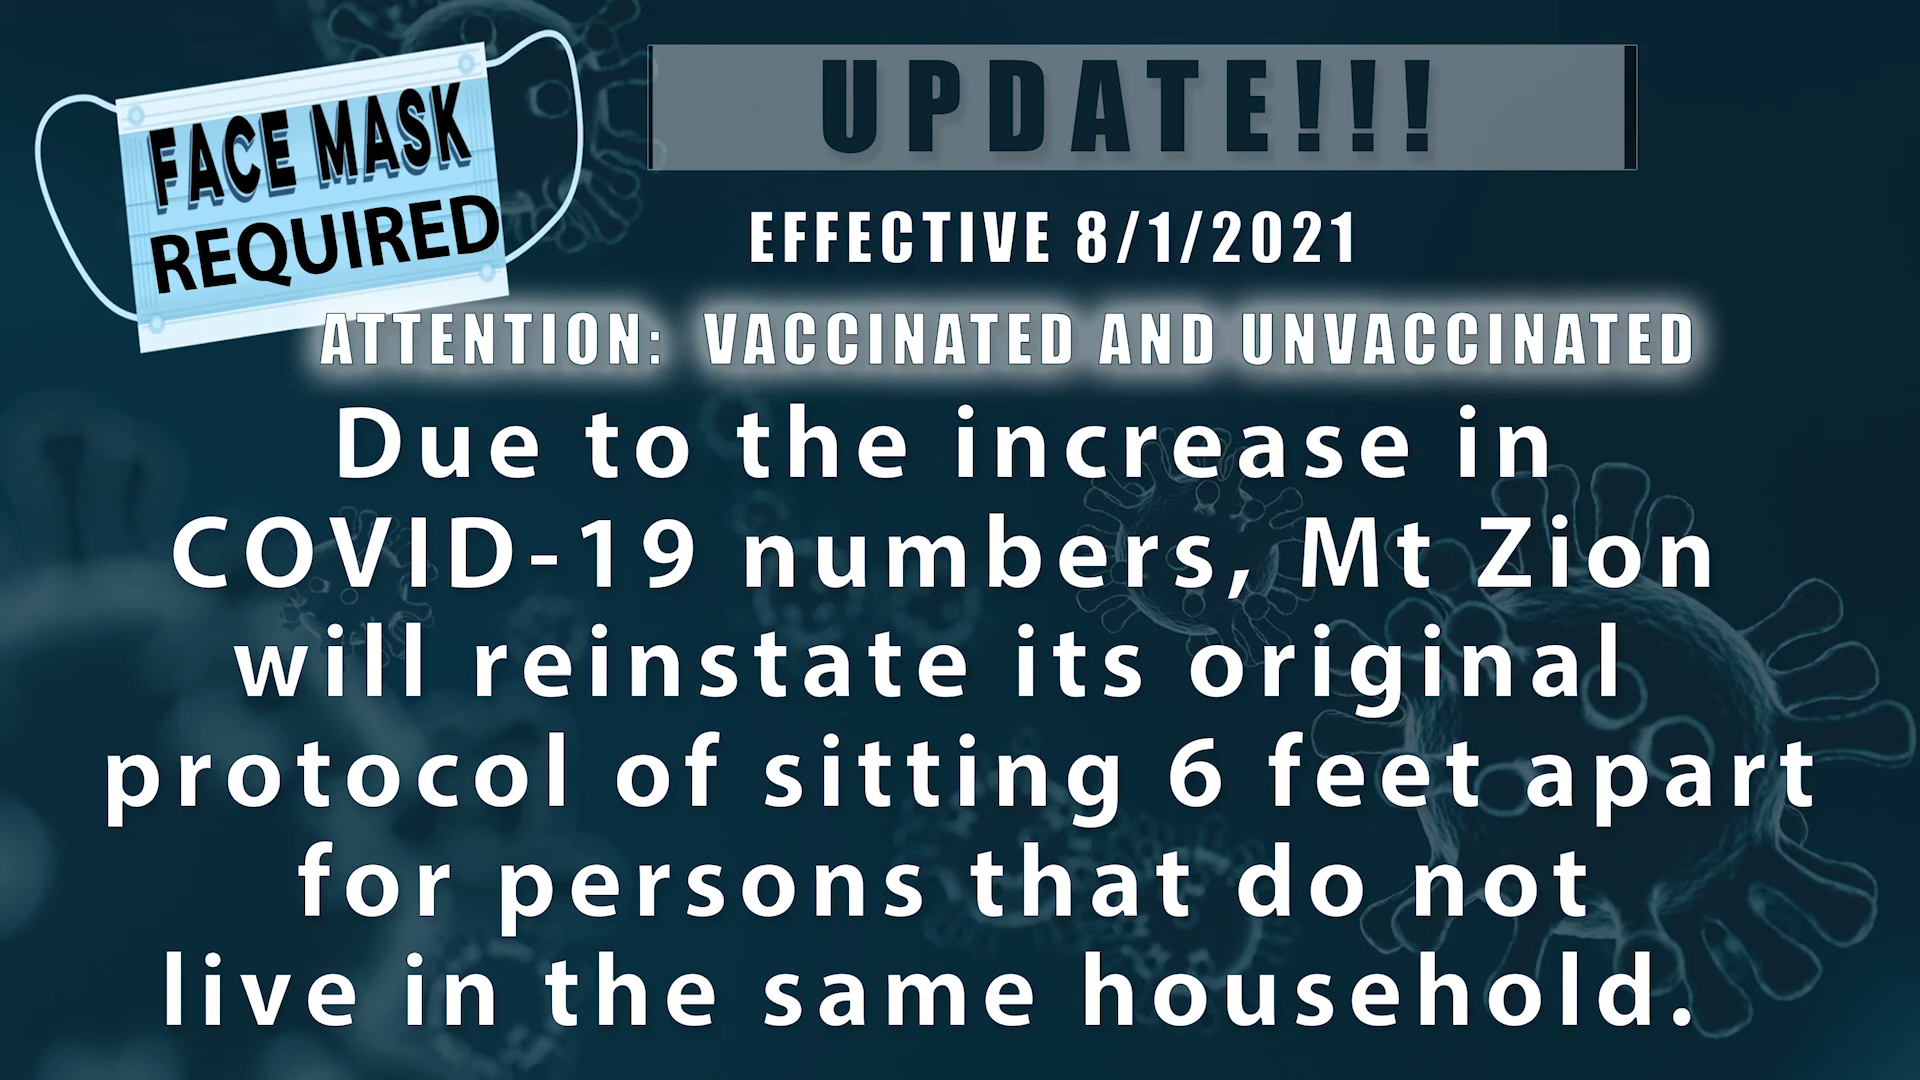 FACE MASK
REQUIRED
UPDATE!!!
EFFECTIVE 8/1/2021
ATTENTION: VACCINATED AND UNVACCINATED
Due to the increase in
COVID-19 numbers, Mt Zion
will reinstate its original
protocol of sitting 6 feet apart
for persons that do not
live in the same household.